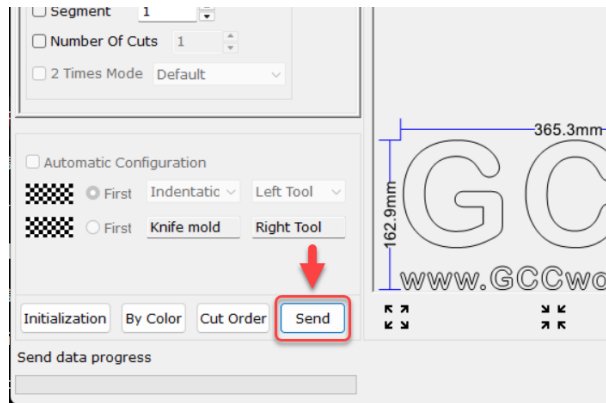 Segment 1
Number Of Cuts 1
2 Times Mode Default
365.3mm
Automatic Configuration
First Indentatic Left Tool
162.9mm
First Knife mold Right Tool
GC
www.GCCwo
Initialization By Color Cut Order Send
Send data progress